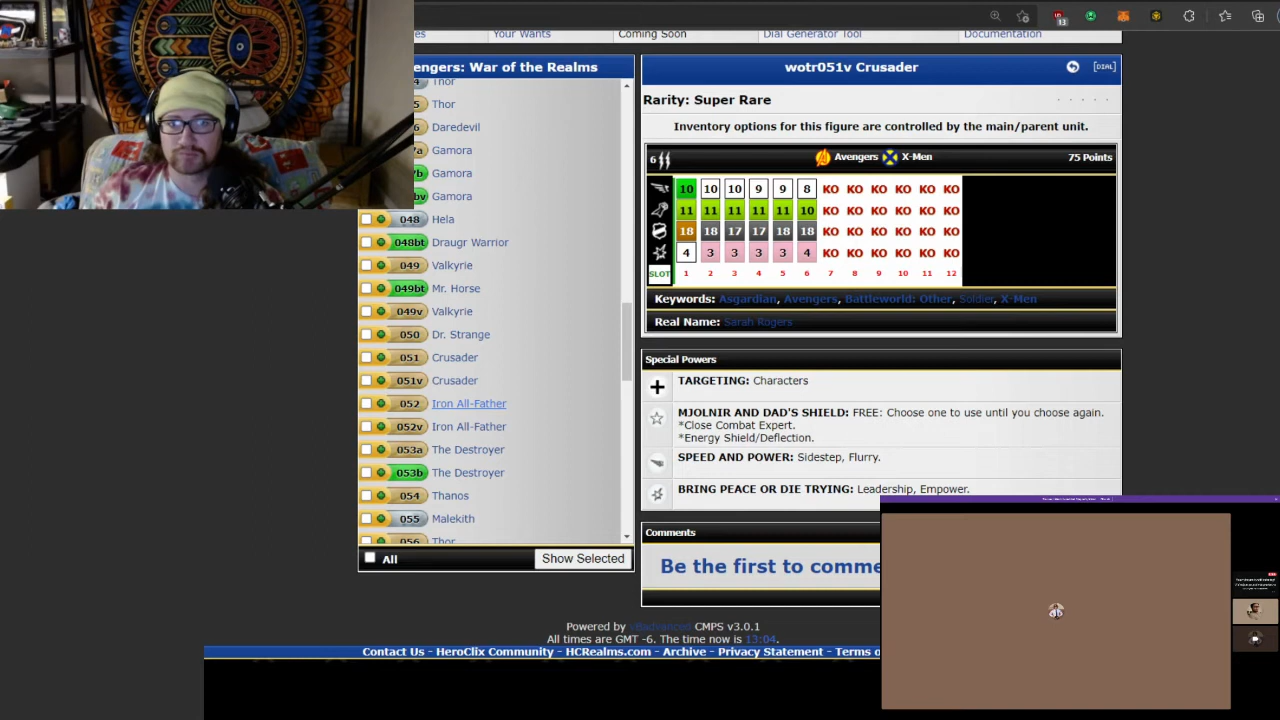 Your Wants
Coming Soon
Dial Generator Tool
Documentation
13
engers: War of the Realms
Thor
Thor
Daredevil
Gamora
Gamora
Gamora
048 Hela
048bt Draugr Warrior
049 Valkyrie
049bt Mr. Horse
049v Valkyrie
050 Dr. Strange
051 Crusader
051v Crusader
052 Iron All-Father
052v Iron All-Father
053a The Destroyer
053b The Destroyer
054 Thanos
055 Malekith
056 Thor
All
Show Selected
wotr051v Crusader
[DIAL]
Rarity: Super Rare
Inventory options for this figure are controlled by the main/parent unit.
6
Avengers X-Men
75 Points
10 10 10 9 9 8 KO KO KO KO KO KO
11 11 11 11 11 10 KO KO KO KO KO KO
18 18 17 17 18 18 KO KO KO KO KO KO
4 3 3 3 3 4 KO KO KO KO KO KO
SLOT 1 2 3 4 5 6 7 8 9 10 11 12
Keywords: Asgardian, Avengers, Battleworld: Other, Soldier, X-Men
Real Name: Sarah Rogers
Special Powers
TARGETING: Characters
MJOLNIR AND DAD'S SHIELD: FREE: Choose one to use until you choose again.
*Close Combat Expert.
*Energy Shield/Deflection.
SPEED AND POWER: Sidestep, Flurry.
BRING PEACE OR DIE TRYING: Leadership, Empower.
Comments
Be the first to comme
Powered by vBadvanced CMPS v3.0.1
All times are GMT -6. The time now is 13:04.
Contact Us - HeroClix Community - HCRealms.com - Archive - Privacy Statement - Terms o